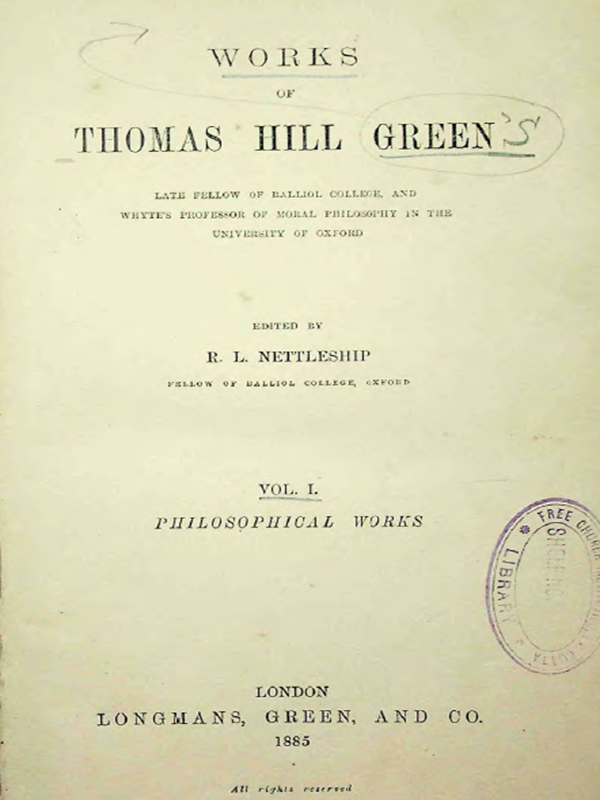 WORKS
OF
THOMAS HILL GREEN'S
LATE FELLOW OF BALLIOL COLLEGE, AND
WHYTE'S PROFESSOR OF MORAL PHILOSOPHY IN THE
UNIVERSITY OF OXFORD
EDITED BY
R. L. NETTLESHIP
FELLOW OF BALLIOL COLLEGE, OXFORD
VOL. I.
PHILOSOPHICAL WORKS
FREE CHURCH
LIBRARY
LONDON
LONGMANS, GREEN, AND CO.
1885
All rights reserved